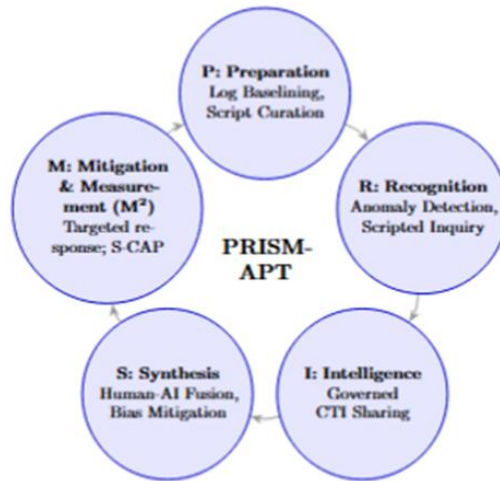 P: Preparation
Log Baselining,
Script Curation
R: Recognition
Anomaly Detection,
Scripted Inquiry
I: Intelligence
Governed
CTI Sharing
S: Synthesis
Human-AI Fusion,
Bias Mitigation
M: Mitigation
& Measure-
ment (M²)
Targeted re-
sponse; S-CAP
PRISM-
APT